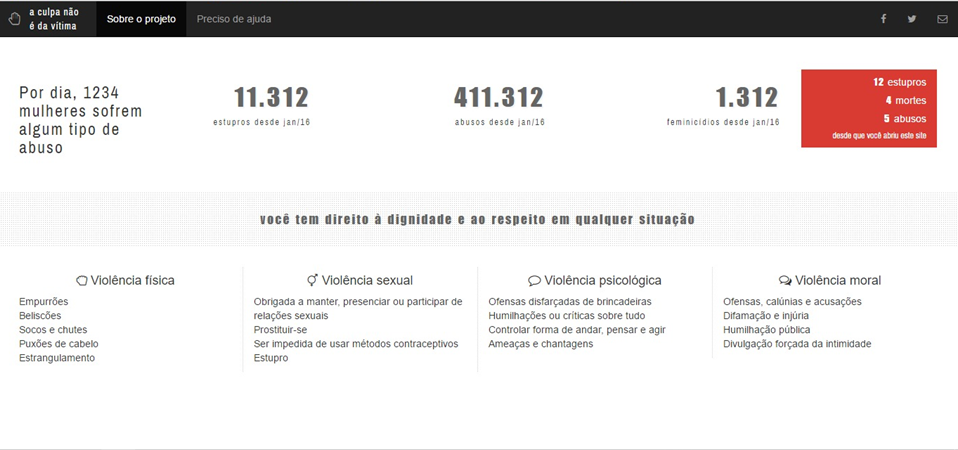 a culpa não
é da vítima
Sobre o projeto
Preciso de ajuda
Por dia, 1234
mulheres sofrem
algum tipo de
abuso
11.312
estupros desde jan/16
411.312
abusos desde jan/16
1.312
feminicídios desde jan/16
12 estupros
4 mortes
5 abusos
desde que você abriu este site
você tem direito à dignidade e ao respeito em qualquer situação
Violência física
Empurrões
Beliscões
Socos e chutes
Puxões de cabelo
Estrangulamento
Violência sexual
Obrigada a manter, presenciar ou participar de
relações sexuais
Prostituir-se
Ser impedida de usar métodos contraceptivos
Estupro
Violência psicológica
Ofensas disfarçadas de brincadeiras
Humilhações ou críticas sobre tudo
Controlar forma de andar, pensar e agir
Ameaças e chantagens
Violência moral
Ofensas, calúnias e acusações
Difamação e injúria
Humilhação pública
Divulgação forçada da intimidade